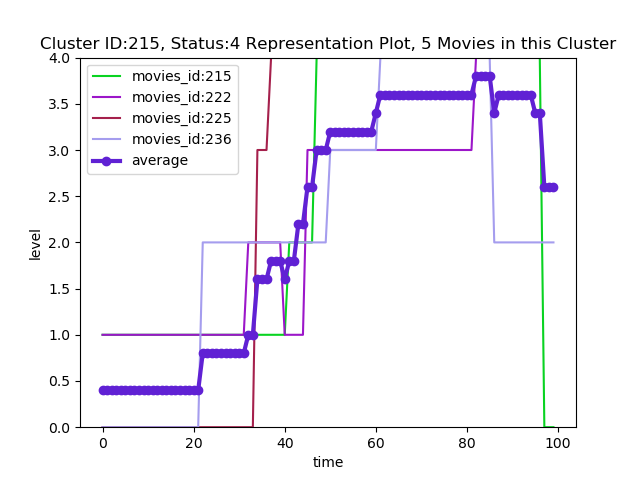 Cluster ID:215, Status:4 Representation Plot, 5 Movies in this Cluster
4.0
3.5
3.0
2.5
2.0
1.5
1.0
0.5
0.0
level
movies_id:215
movies_id:222
movies_id:225
movies_id:236
average
0 20 40 60 80 100
time